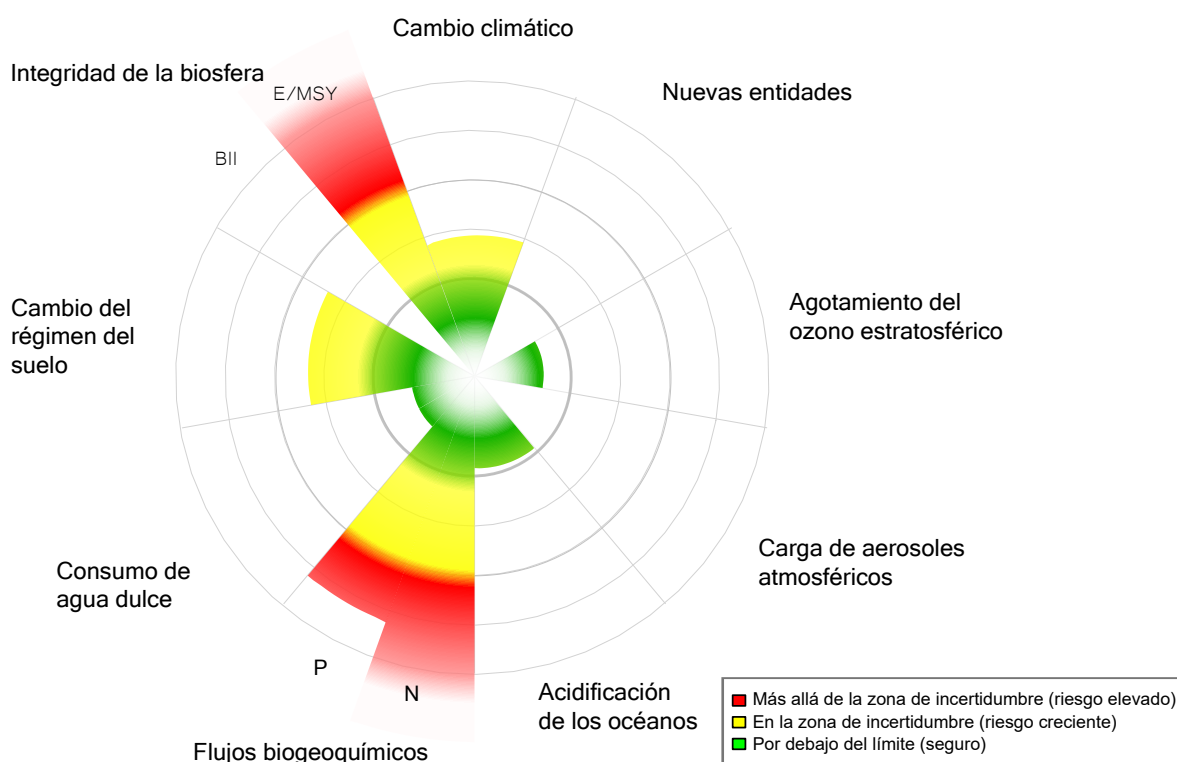 Cambio climático
Integridad de la biosfera
E/MSY
Nuevas entidades
BII
Cambio del
régimen del
suelo
Agotamiento del
ozono estratosférico
Carga de aerosoles
atmosféricos
Consumo de
agua dulce
P
N
Acidificación
de los océanos
Flujos biogeoquímicos
Más allá de la zona de incertidumbre (riesgo elevado)
En la zona de incertidumbre (riesgo creciente)
Por debajo del límite (seguro)